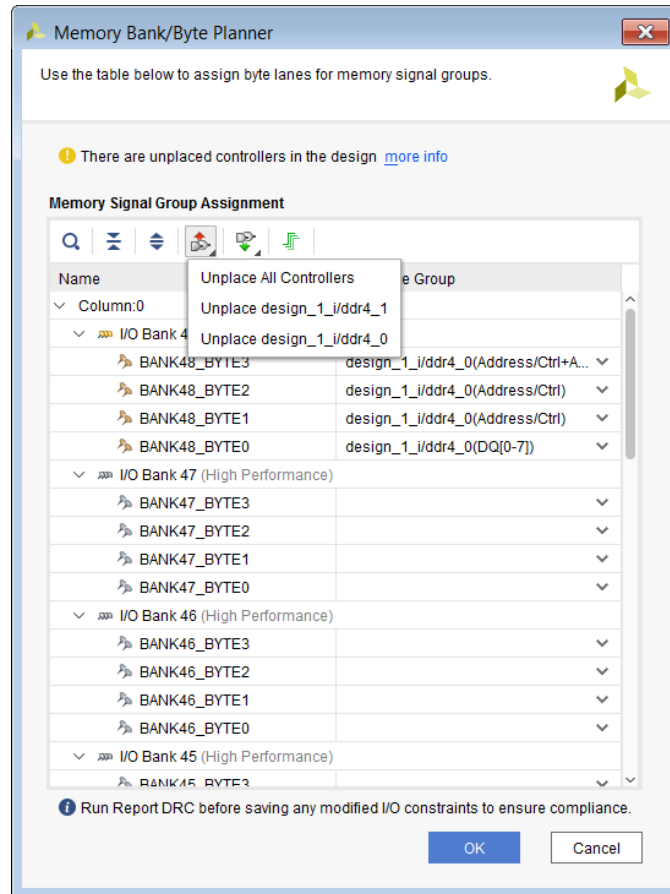 Memory Bank/Byte Planner
Use the table below to assign byte lanes for memory signal groups.
There are unplaced controllers in the design more info
Memory Signal Group Assignment
Name e Group
Unplace All Controllers
Unplace design_1_i/ddr4_1
Unplace design_1_i/ddr4_0
Column:0
I/O Bank 4
BANK48_BYTE3 design_1_i/ddr4_0(Address/Ctrl+A...
BANK48_BYTE2 design_1_i/ddr4_0(Address/Ctrl)
BANK48_BYTE1 design_1_i/ddr4_0(Address/Ctrl)
BANK48_BYTE0 design_1_i/ddr4_0(DQ[0-7])
I/O Bank 47 (High Performance)
BANK47_BYTE3
BANK47_BYTE2
BANK47_BYTE1
BANK47_BYTE0
I/O Bank 46 (High Performance)
BANK46_BYTE3
BANK46_BYTE2
BANK46_BYTE1
BANK46_BYTE0
I/O Bank 45 (High Performance)
BANK45_BYTE3
Run Report DRC before saving any modified I/O constraints to ensure compliance.
OK Cancel